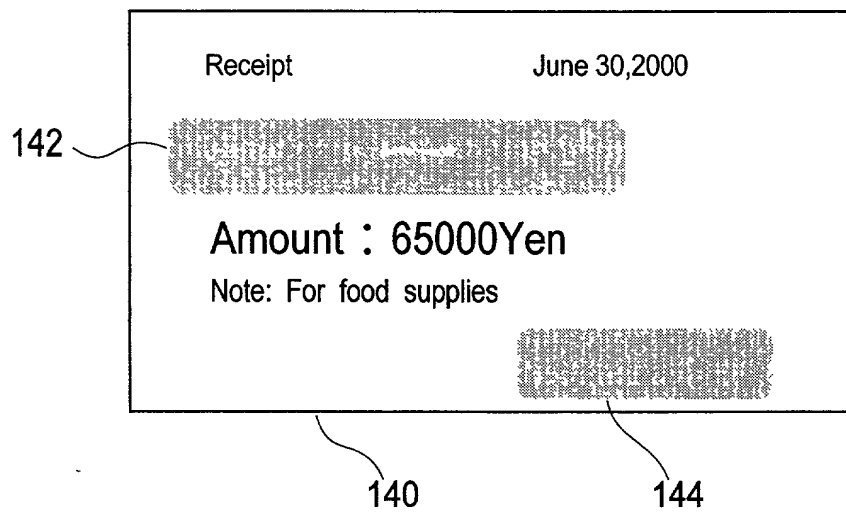 Receipt June 30,2000
142
Amount : 65000Yen
Note: For food supplies
140 144